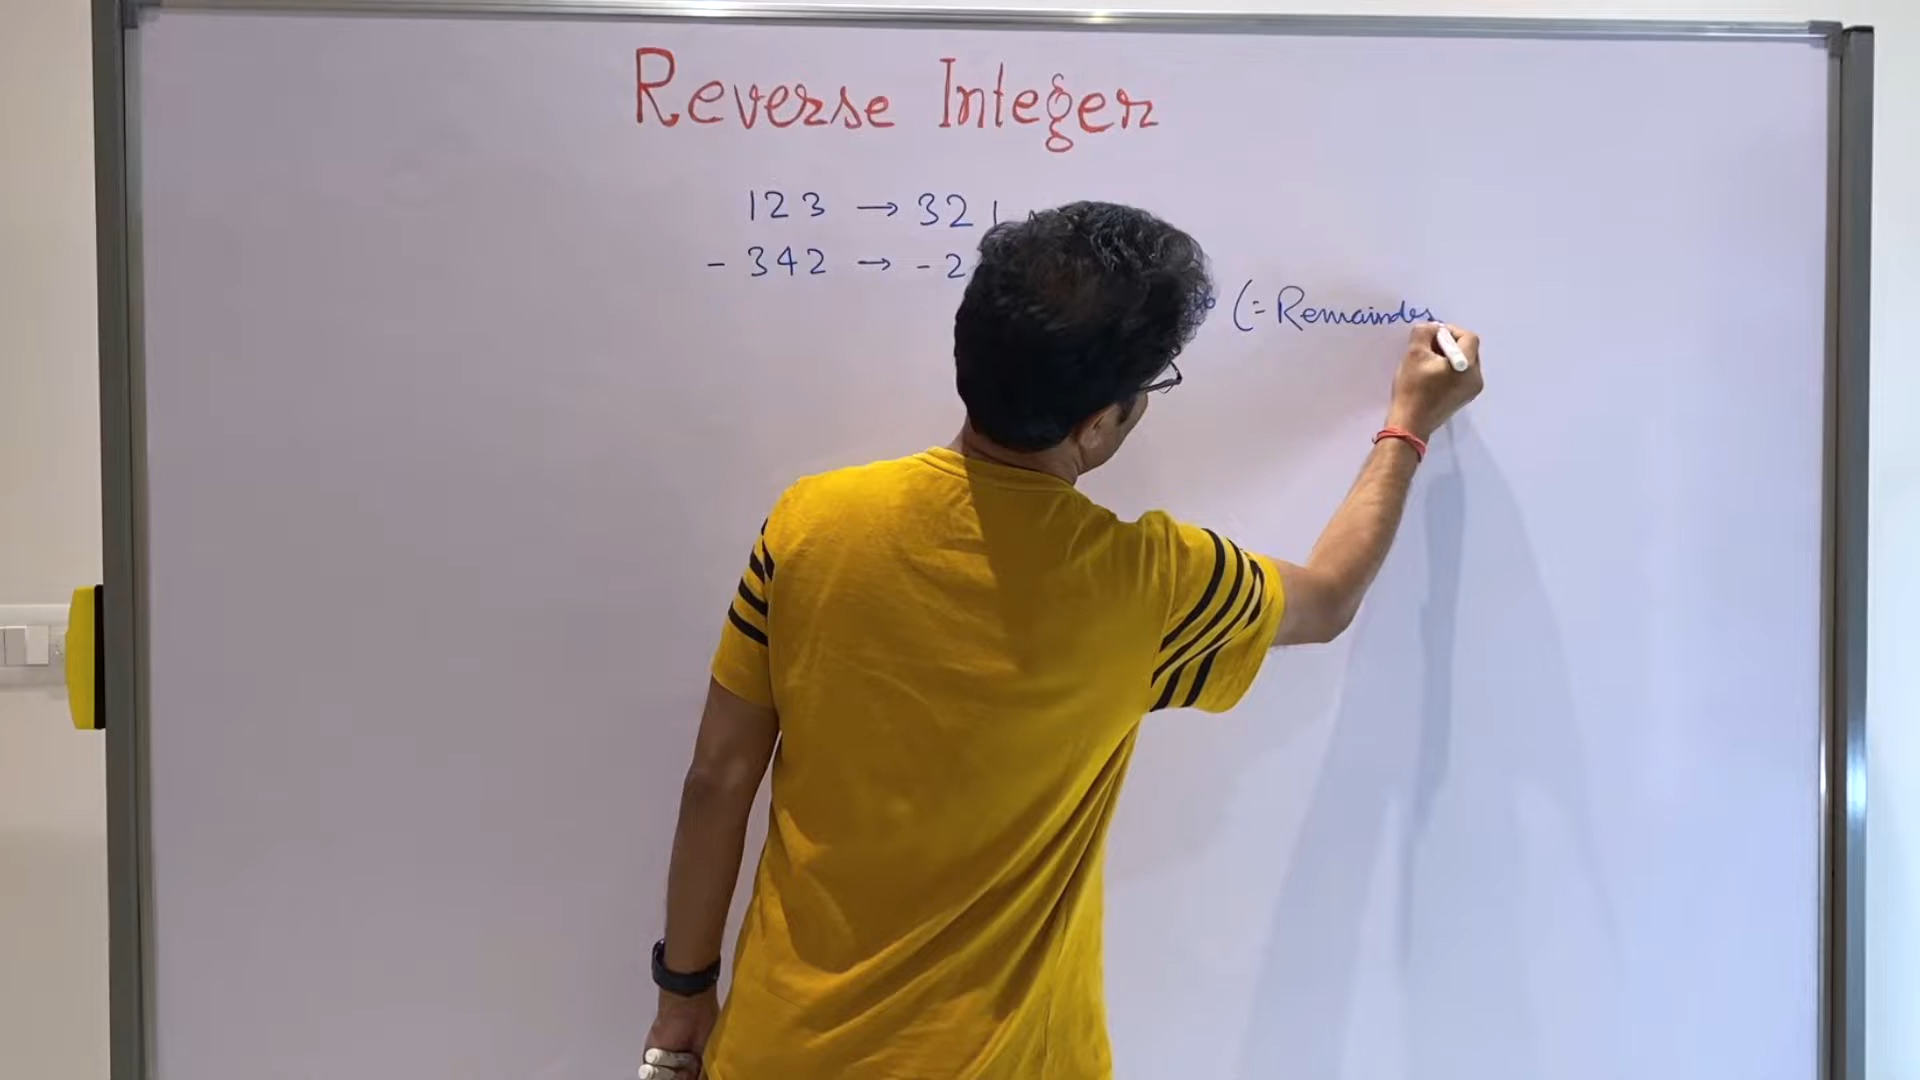 Reverse Integer
123 → 321
- 342 → - 2
% (= Remainder